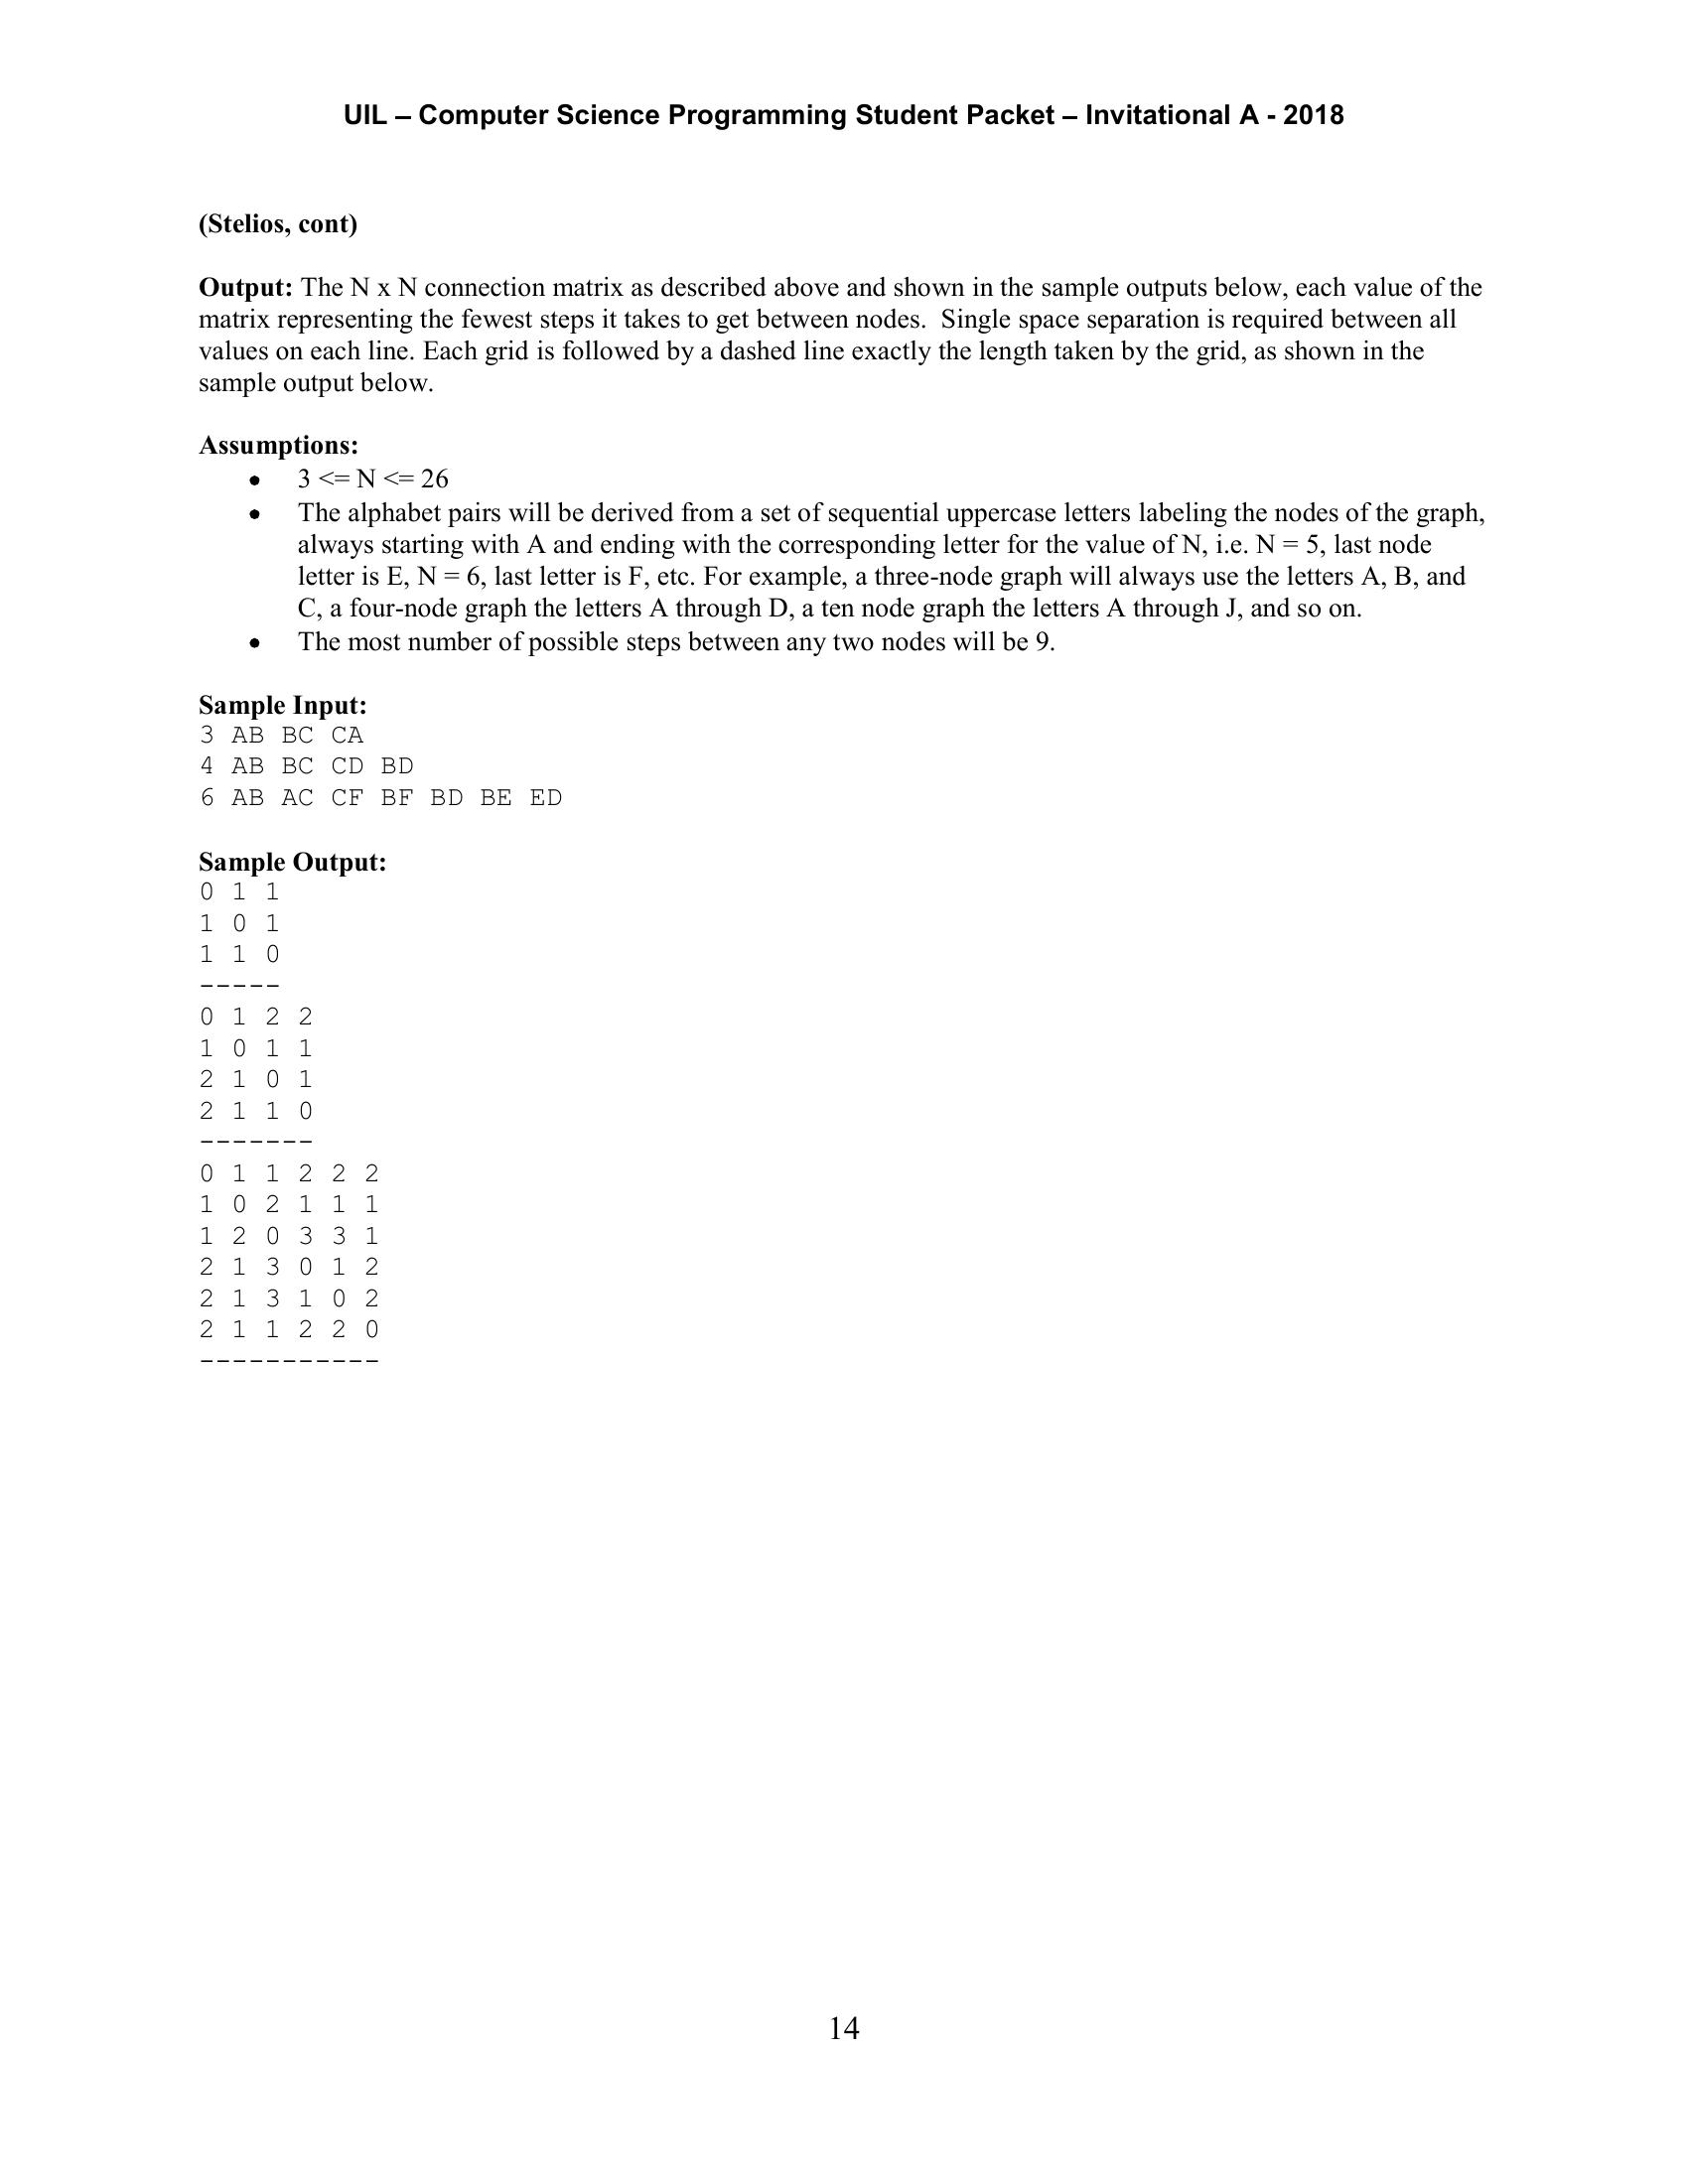 UIL – Computer Science Programming Student Packet – Invitational A - 2018
(Stelios, cont)
Output: The N x N connection matrix as described above and shown in the sample outputs below, each value of the
matrix representing the fewest steps it takes to get between nodes.  Single space separation is required between all
values on each line. Each grid is followed by a dashed line exactly the length taken by the grid, as shown in the
sample output below.
Assumptions:
• 3 <= N <= 26
• The alphabet pairs will be derived from a set of sequential uppercase letters labeling the nodes of the graph,
always starting with A and ending with the corresponding letter for the value of N, i.e. N = 5, last node
letter is E, N = 6, last letter is F, etc. For example, a three-node graph will always use the letters A, B, and
C, a four-node graph the letters A through D, a ten node graph the letters A through J, and so on.
• The most number of possible steps between any two nodes will be 9.
Sample Input:
3 AB BC CA
4 AB BC CD BD
6 AB AC CF BF BD BE ED
Sample Output:
0 1 1
1 0 1
1 1 0
-----
0 1 2 2
1 0 1 1
2 1 0 1
2 1 1 0
-------
0 1 1 2 2 2
1 0 2 1 1 1
1 2 0 3 3 1
2 1 3 0 1 2
2 1 3 1 0 2
2 1 1 2 2 0
-----------
14